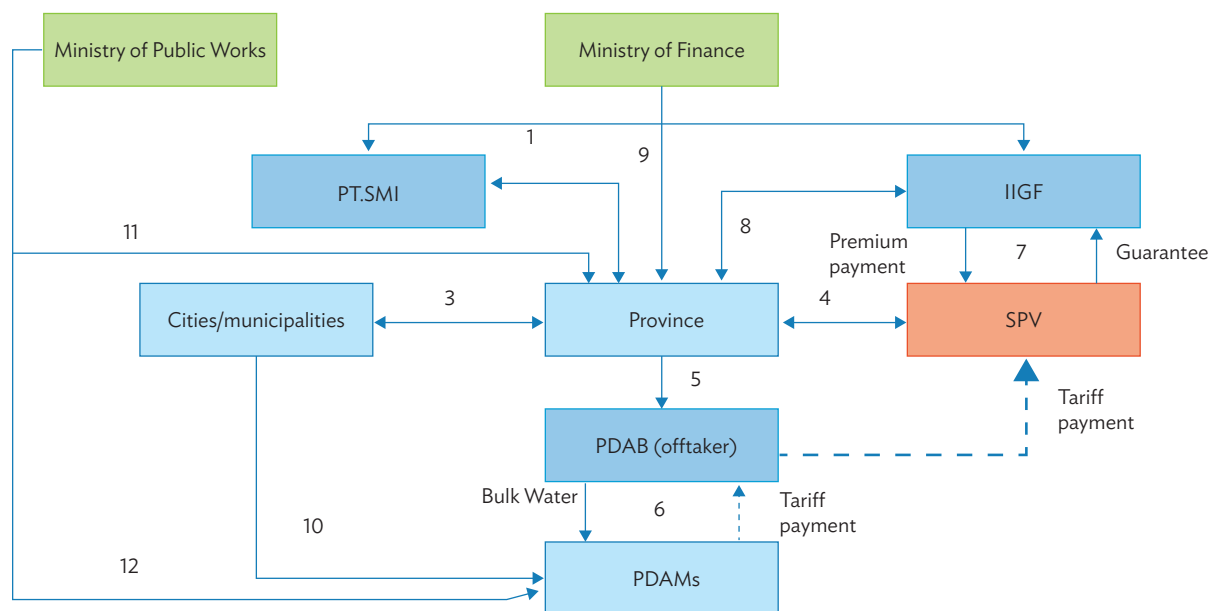 Ministry of Public Works
Ministry of Finance
1
9
PT.SMI
IIGF
11
8
Premium
payment
7
Guarantee
Cities/municipalities
3
Province
4
SPV
5
Tariff
payment
PDAB (offtaker)
Bulk Water
6
Tariff
payment
10
12
PDAMs